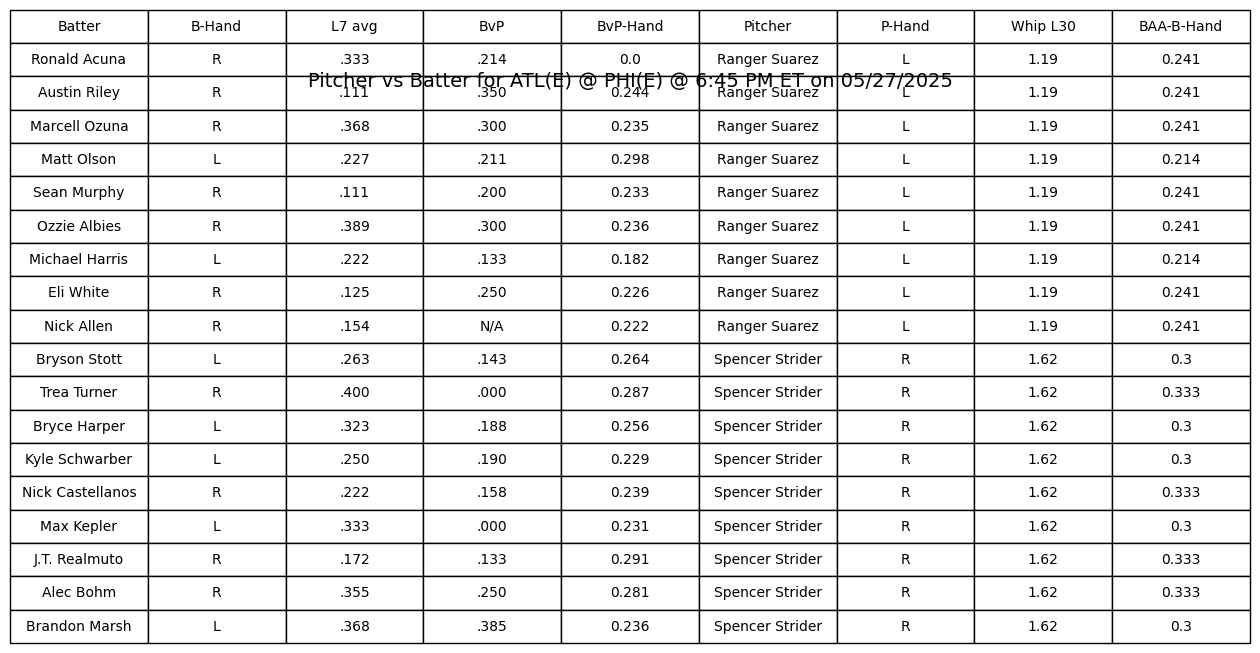 Batter B-Hand L7 avg BvP BvP-Hand Pitcher P-Hand Whip L30 BAA-B-Hand
Ronald Acuna R .333 .214 0.0 Ranger Suarez L 1.19 0.241
Pitcher vs Batter for ATL(E) @ PHI(E) @ 6:45 PM ET on 05/27/2025
Austin Riley R .111 .350 0.244 Ranger Suarez L 1.19 0.241
Marcell Ozuna R .368 .300 0.235 Ranger Suarez L 1.19 0.241
Matt Olson L .227 .211 0.298 Ranger Suarez L 1.19 0.214
Sean Murphy R .111 .200 0.233 Ranger Suarez L 1.19 0.241
Ozzie Albies R .389 .300 0.236 Ranger Suarez L 1.19 0.241
Michael Harris L .222 .133 0.182 Ranger Suarez L 1.19 0.214
Eli White R .125 .250 0.226 Ranger Suarez L 1.19 0.241
Nick Allen R .154 N/A 0.222 Ranger Suarez L 1.19 0.241
Bryson Stott L .263 .143 0.264 Spencer Strider R 1.62 0.3
Trea Turner R .400 .000 0.287 Spencer Strider R 1.62 0.333
Bryce Harper L .323 .188 0.256 Spencer Strider R 1.62 0.3
Kyle Schwarber L .250 .190 0.229 Spencer Strider R 1.62 0.3
Nick Castellanos R .222 .158 0.239 Spencer Strider R 1.62 0.333
Max Kepler L .333 .000 0.231 Spencer Strider R 1.62 0.3
J.T. Realmuto R .172 .133 0.291 Spencer Strider R 1.62 0.333
Alec Bohm R .355 .250 0.281 Spencer Strider R 1.62 0.333
Brandon Marsh L .368 .385 0.236 Spencer Strider R 1.62 0.3